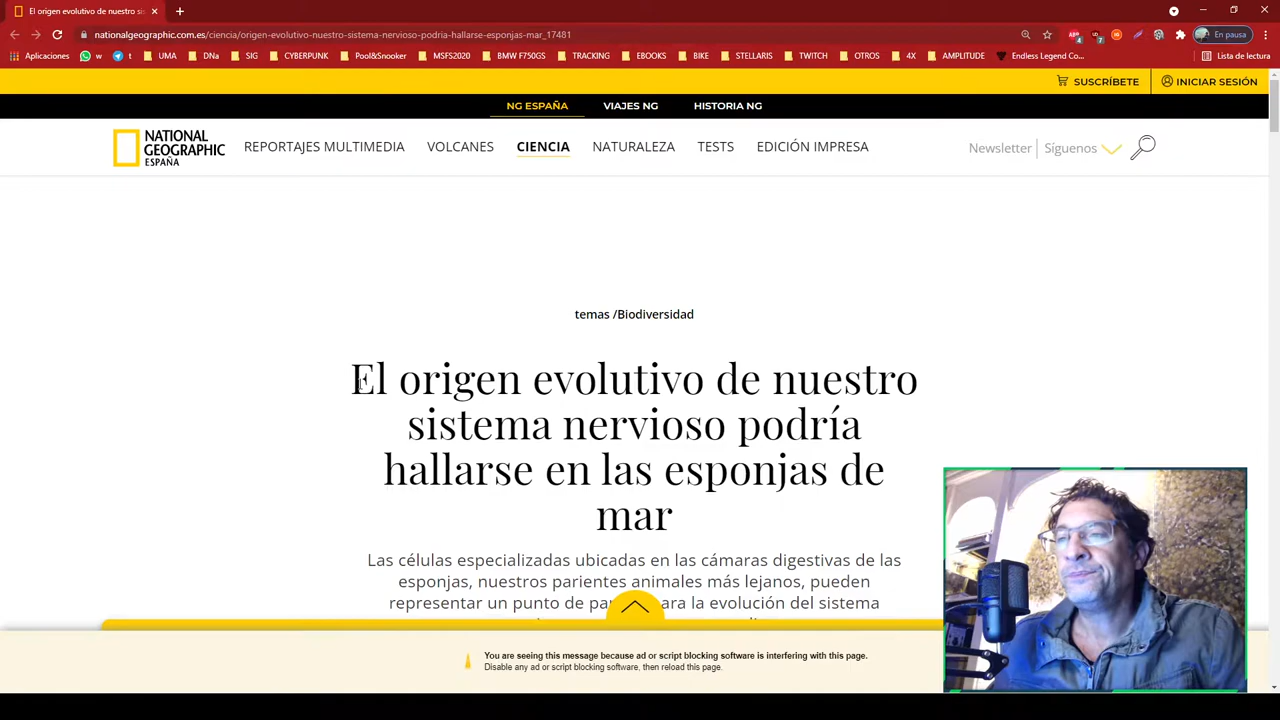 El origen evolutivo de nuestro si
nationalgeographic.com.es/ciencia/origen-evolutivo-nuestro-sistema-nervioso-podria-hallarse-esponjas-mar_17481
En pausa
Aplicaciones w t UMA DNa SIG CYBERPUNK Pool&Snooker MSFS2020 BMW F750GS TRACKING EBOOKS BIKE STELLARIS TWITCH OTROS 4X AMPLITUDE Endless Legend Co... Lista de lectura
SUSCRÍBETE INICIAR SESIÓN
NG ESPAÑA VIAJES NG HISTORIA NG
NATIONAL
GEOGRAPHIC
ESPAÑA
REPORTAJES MULTIMEDIA VOLCANES CIENCIA NATURALEZA TESTS EDICIÓN IMPRESA
Newsletter Síguenos
temas /Biodiversidad
El origen evolutivo de nuestro
sistema nervioso podría
hallarse en las esponjas de
mar
Las células especializadas ubicadas en las cámaras digestivas de las
esponjas, nuestros parientes animales más lejanos, pueden
representar un punto de par ara la evolución del sistema
You are seeing this message because ad or script blocking software is interfering with this page.
Disable any ad or script blocking software, then reload this page.